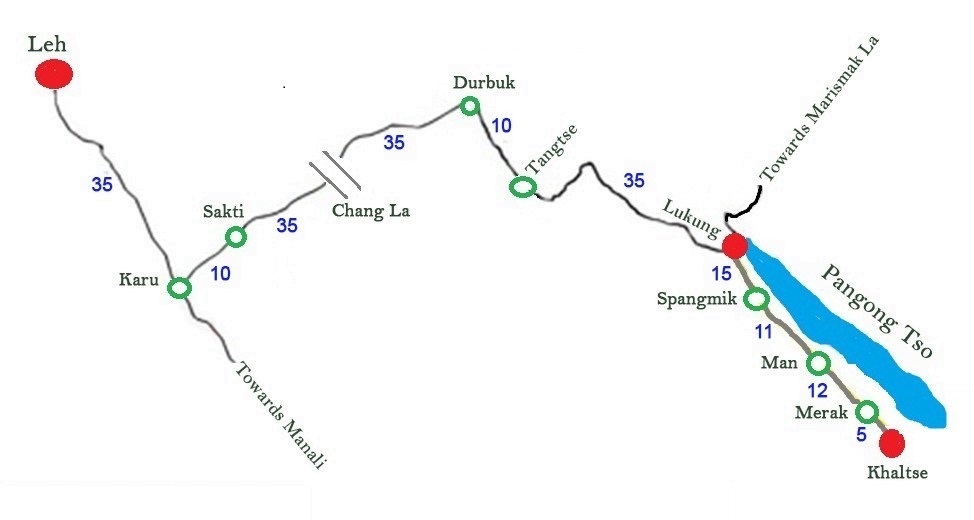 Leh
35
Karu
Towards Manali
10
Sakti
35
Chang La
35
Durbuk
10
Tangtse
35
Lukung
Towards Marismak La
Pangong Tso
15
Spangmik
11
Man
12
Merak
5
Khaltse